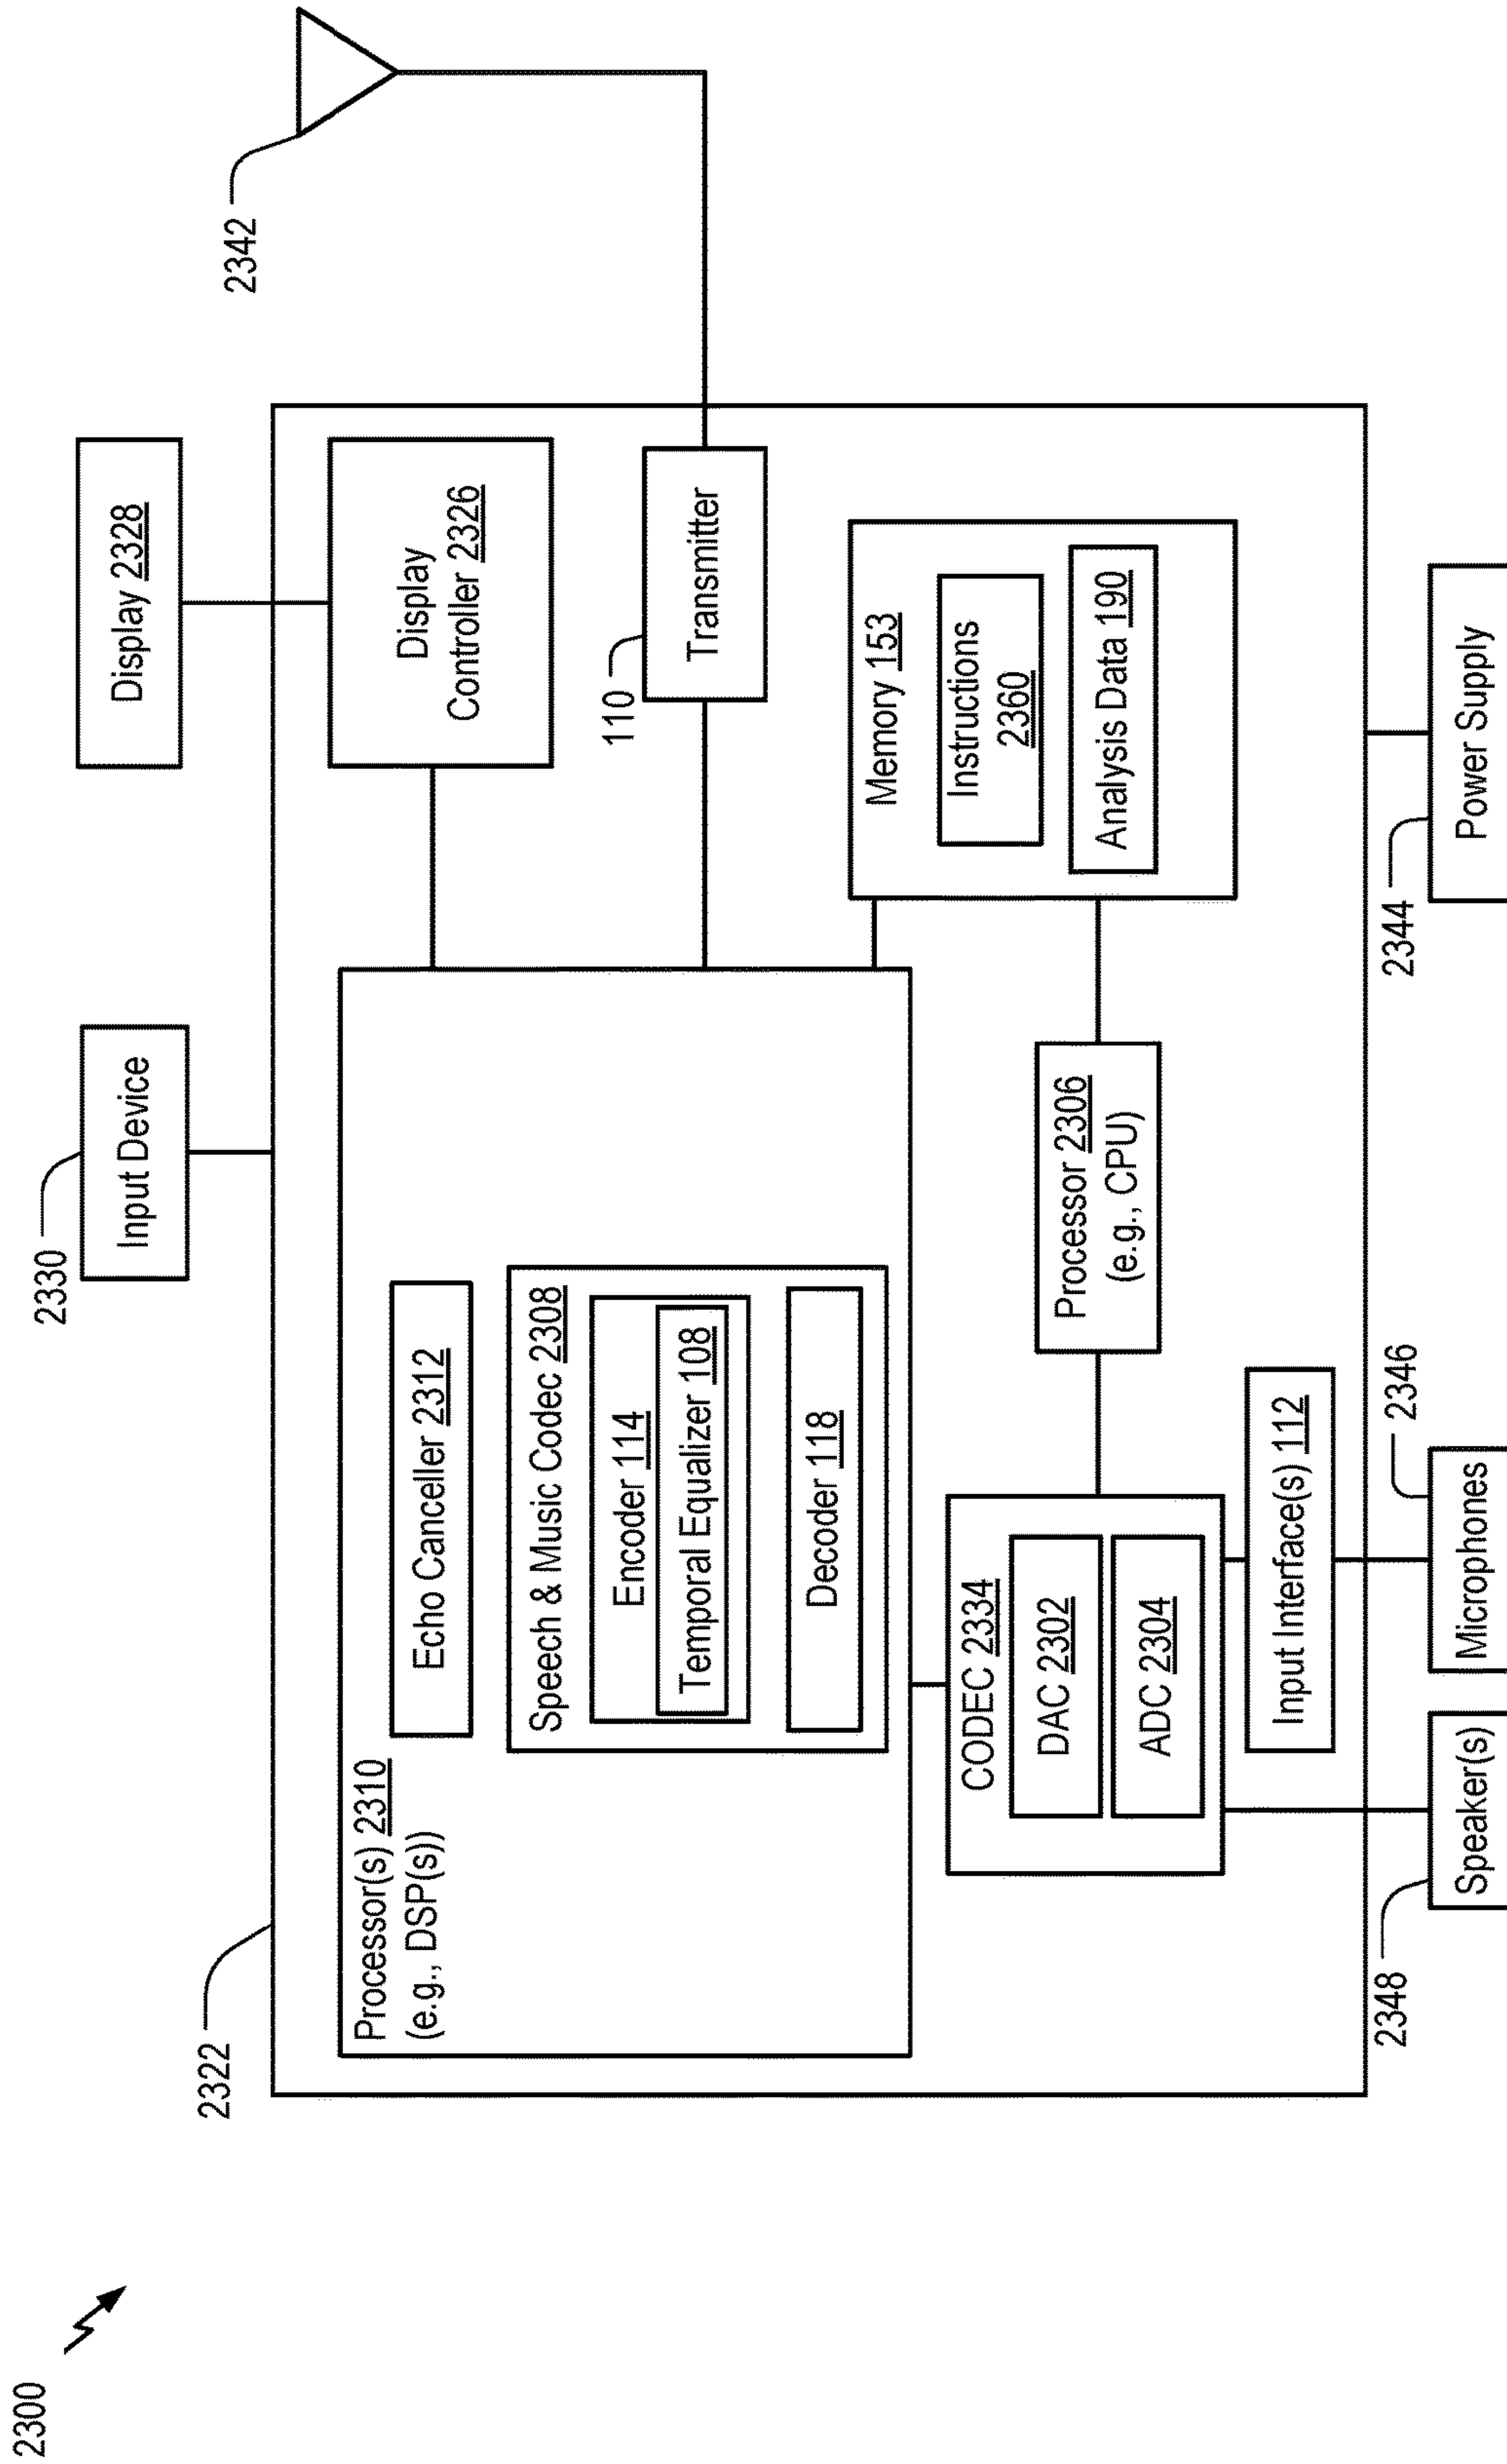 2300
2322
2330
Input Device
Display 2328
2342
Processor(s) 2310
(e.g., DSP(s))
Echo Canceller 2312
Speech & Music Codec 2308
Encoder 114
Temporal Equalizer 108
Decoder 118
Display
Controller 2326
110
Transmitter
Memory 153
Instructions
2360
Analysis Data 190
CODEC 2334
DAC 2302
ADC 2304
Processor 2306
(e.g., CPU)
Input Interface(s) 112
2348
Speaker(s)
2346
Microphones
2344
Power Supply